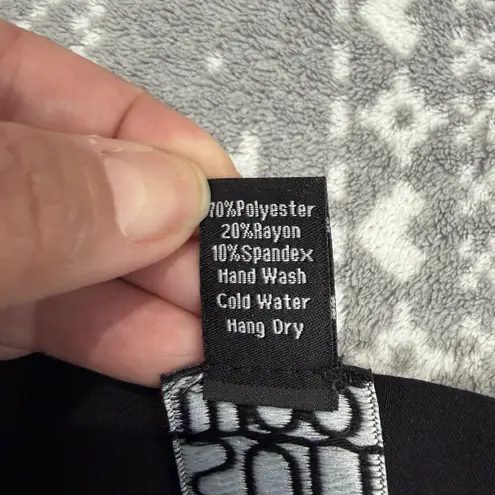 70%Polyester
20%Rayon
10%Spandex
Hand Wash
Cold Water
Hang Dry